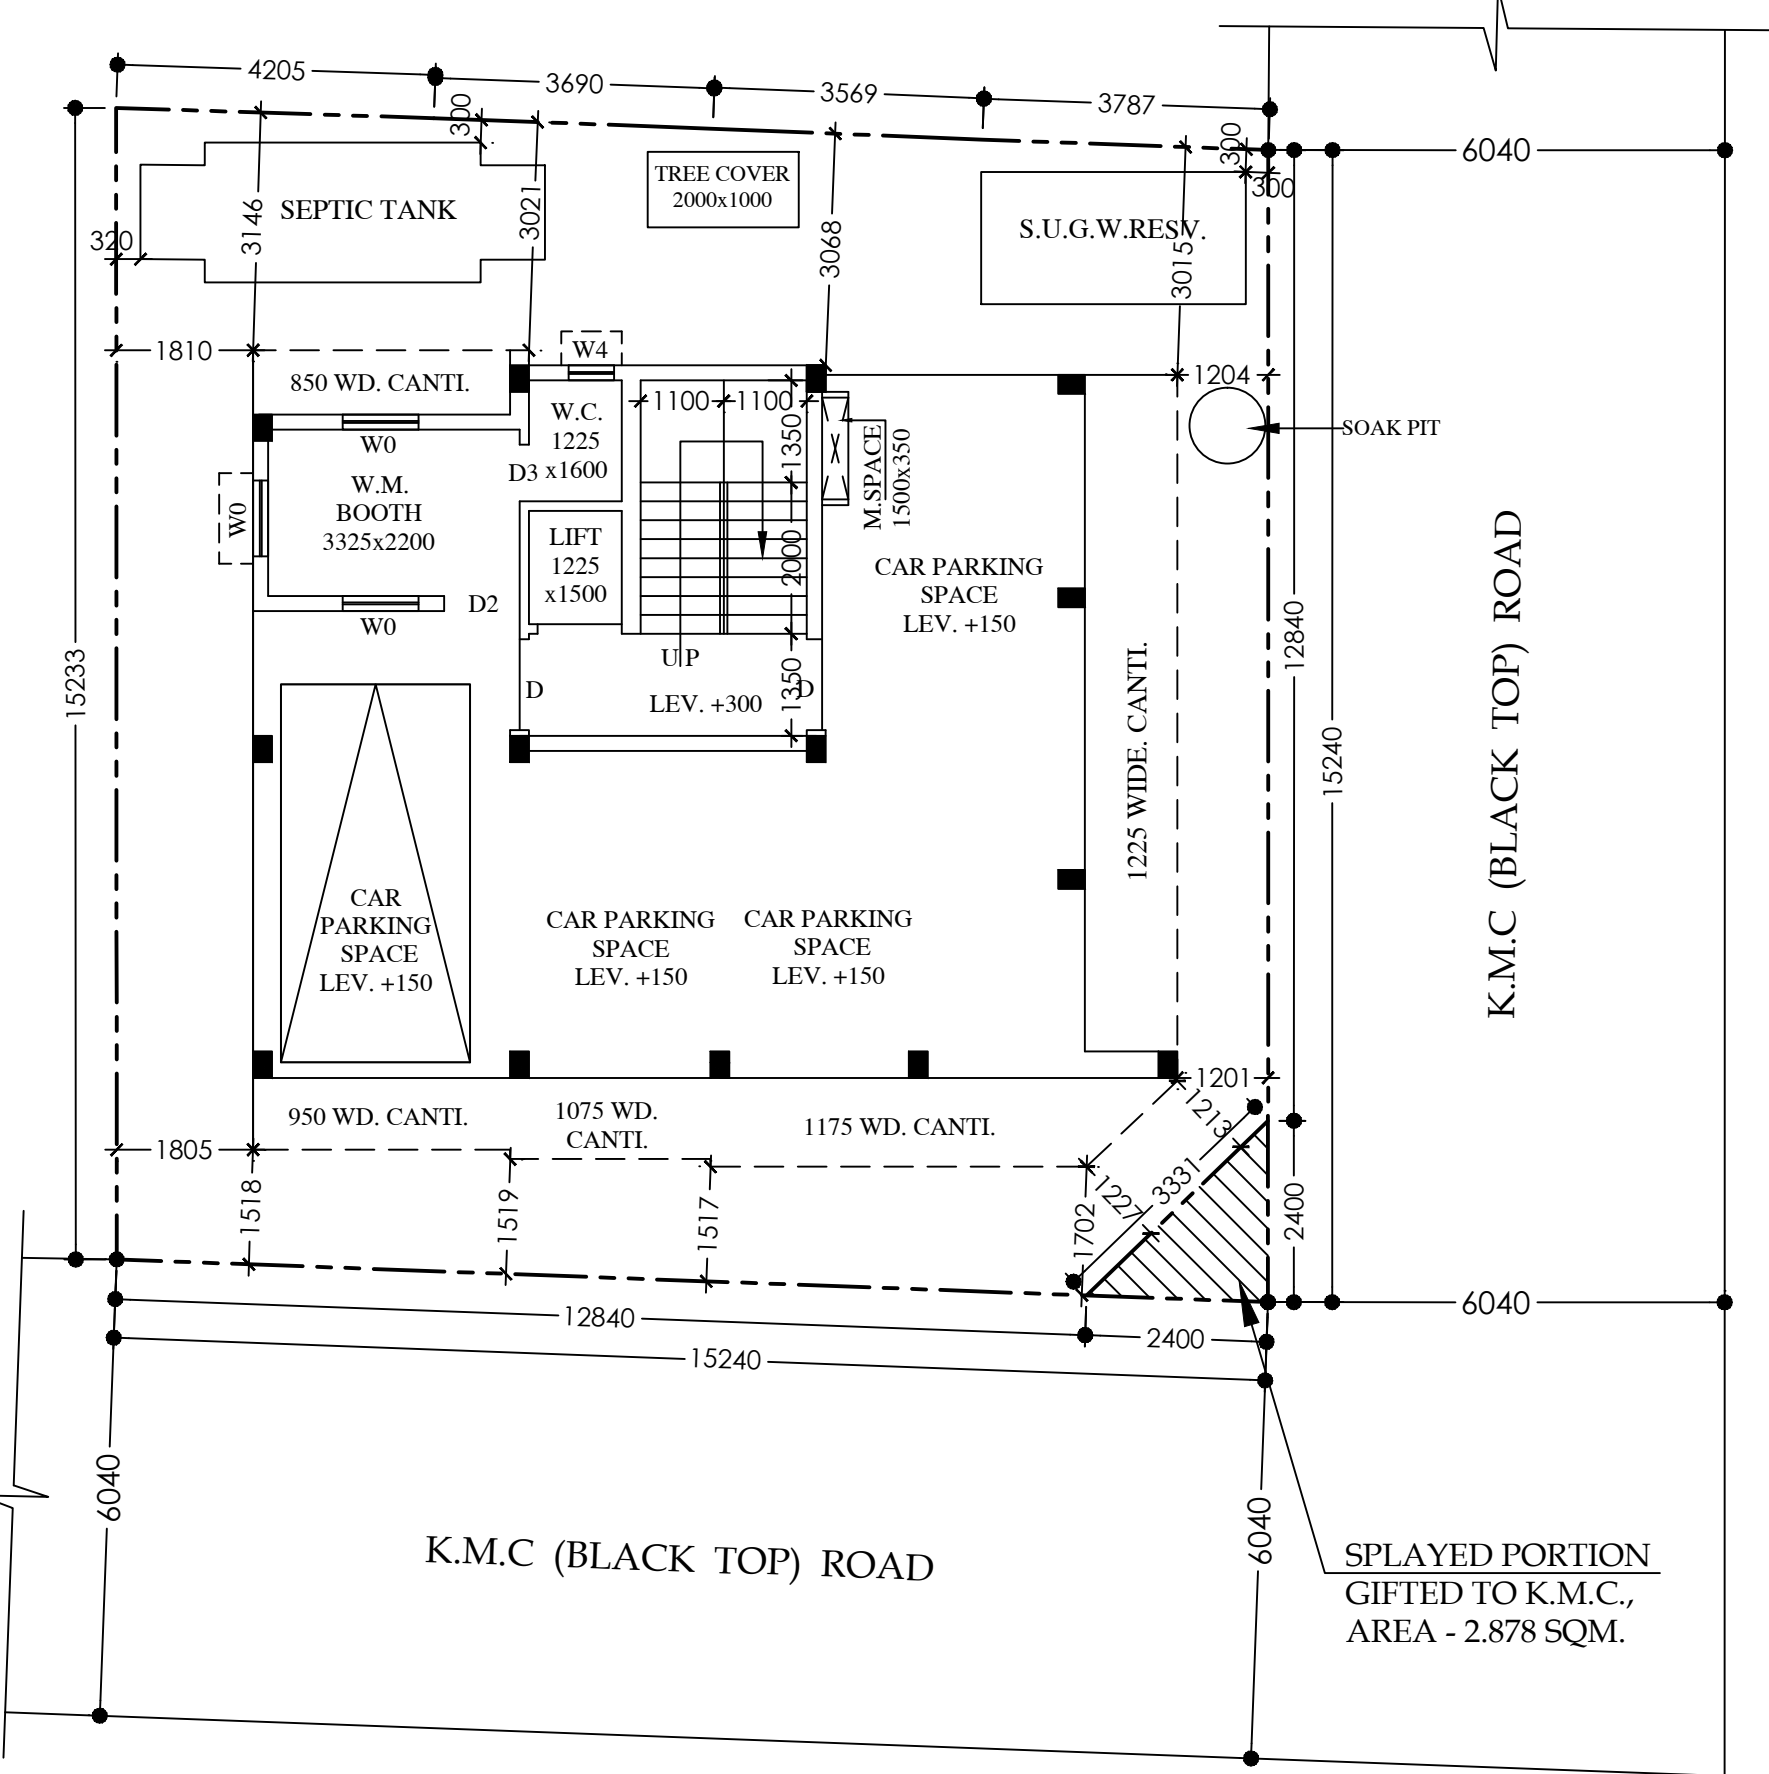 4205
3690
3569
3787
300
300
300
6040
TREE COVER
2000x1000
SEPTIC TANK
3146
3021
3068
S.U.G.W.RESV.
3015
320
1810
W4
850 WD. CANTI.
1204
W.C.
1225
x1600
1100
1100
1350
M.SPACE
1500x350
SOAK PIT
W0
D3
W0
W.M.
BOOTH
3325x2200
LIFT
1225
x1500
2000
CAR PARKING
SPACE
LEV. +150
D2
W0
UP
1350
D
D
LEV. +300
15233
12840
15240
1225 WIDE. CANTI.
K.M.C (BLACK TOP) ROAD
CAR
PARKING
SPACE
LEV. +150
CAR PARKING
SPACE
LEV. +150
CAR PARKING
SPACE
LEV. +150
1201
950 WD. CANTI.
1075 WD.
CANTI.
1175 WD. CANTI.
1213
1805
1518
1519
1517
1702
1227
3331
2400
12840
2400
6040
15240
6040
6040
K.M.C (BLACK TOP) ROAD
SPLAYED PORTION
GIFTED TO K.M.C.,
AREA - 2.878 SQM.